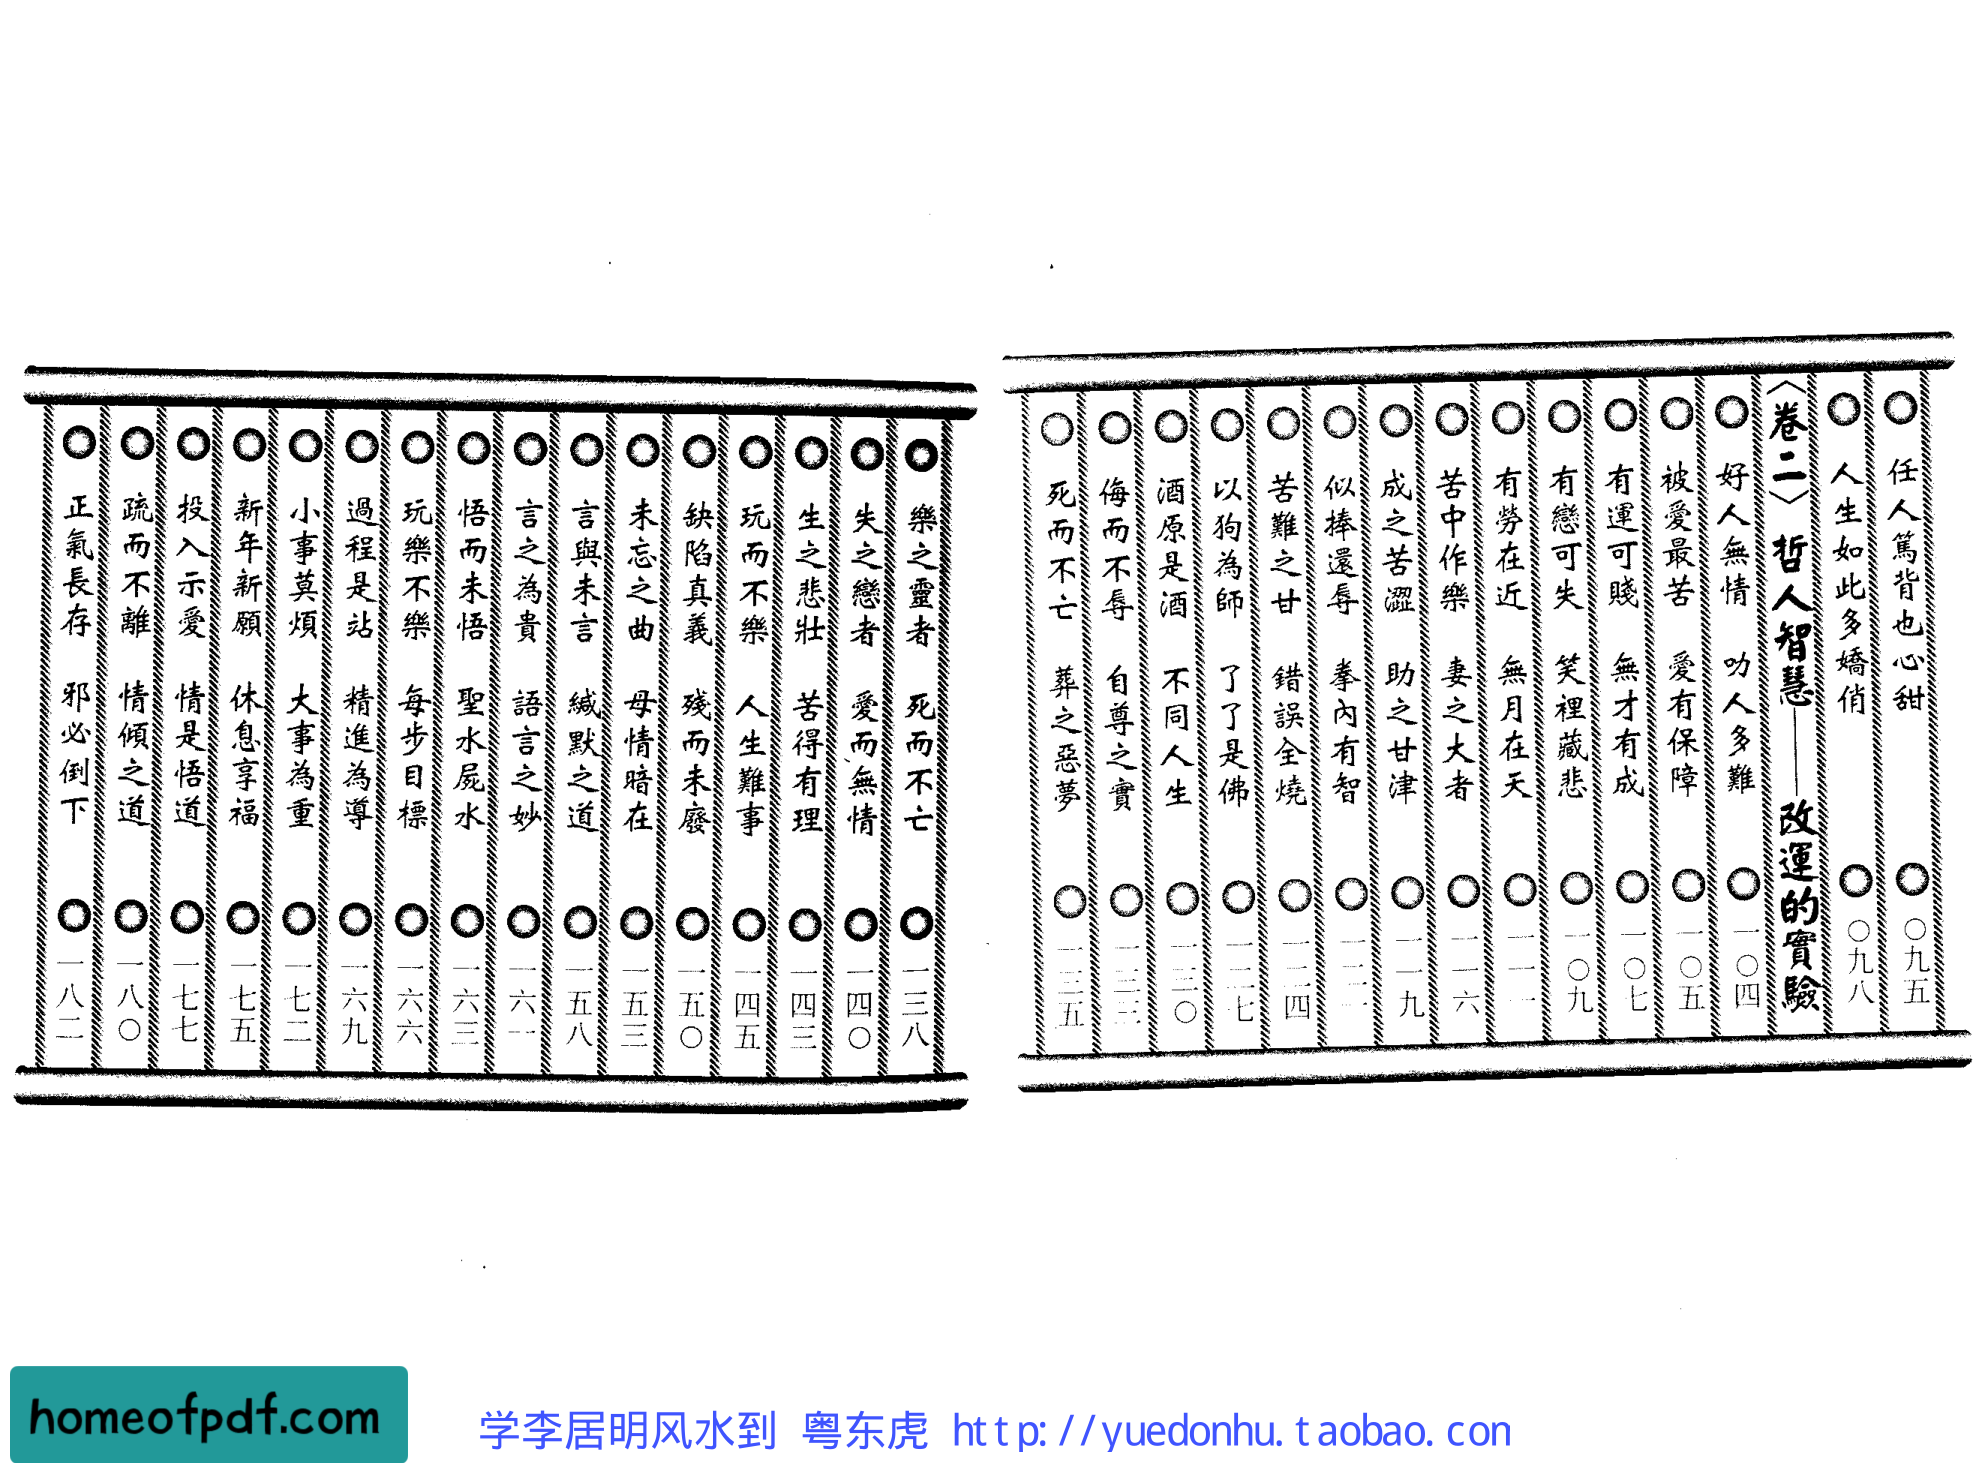 任人篤背也心甜 〇九五
人生如此多嬌俏 〇九八
〈卷二〉哲人智慧——改運的實驗
好人無情 叻人多難 一〇四
被愛最苦 愛有保障 一〇五
有運可賤 無才有成 一〇七
有戀可失 笑裡藏悲 一〇九
有勞在近 無月在天 一一一
苦中作樂 妻之大者 一一六
成之苦澀 助之甘津 一一九
似捧還辱 拳內有智 一二一
苦難之甘 錯誤全燒 一二四
以狗為師 了了是佛 一二七
酒原是酒 不同人生 一三〇
侮而不辱 自尊之實 一三三
死而不亡 葬之惡夢 一三五
樂之靈者 死而不亡 一三八
失之戀者 愛而無情 一四〇
生之悲壯 苦得有理 一四三
玩而不樂 人生難事 一四五
缺陷真義 殘而未廢 一五〇
未忘之曲 母情暗在 一五三
言與未言 緘默之道 一五八
言之為貴 語言之妙 一六一
悟而未悟 聖水屍水 一六三
玩樂不樂 每步目標 一六六
過程是站 精進為導 一六九
小事莫煩 大事為重 一七二
新年新願 休息享福 一七五
投入示愛 情是悟道 一七七
疏而不離 情傾之道 一八〇
正氣長存 邪必倒下 一八二
homeofpdf.com
学李居明风水到 粤东虎 http://yuedonhu.taobao.con